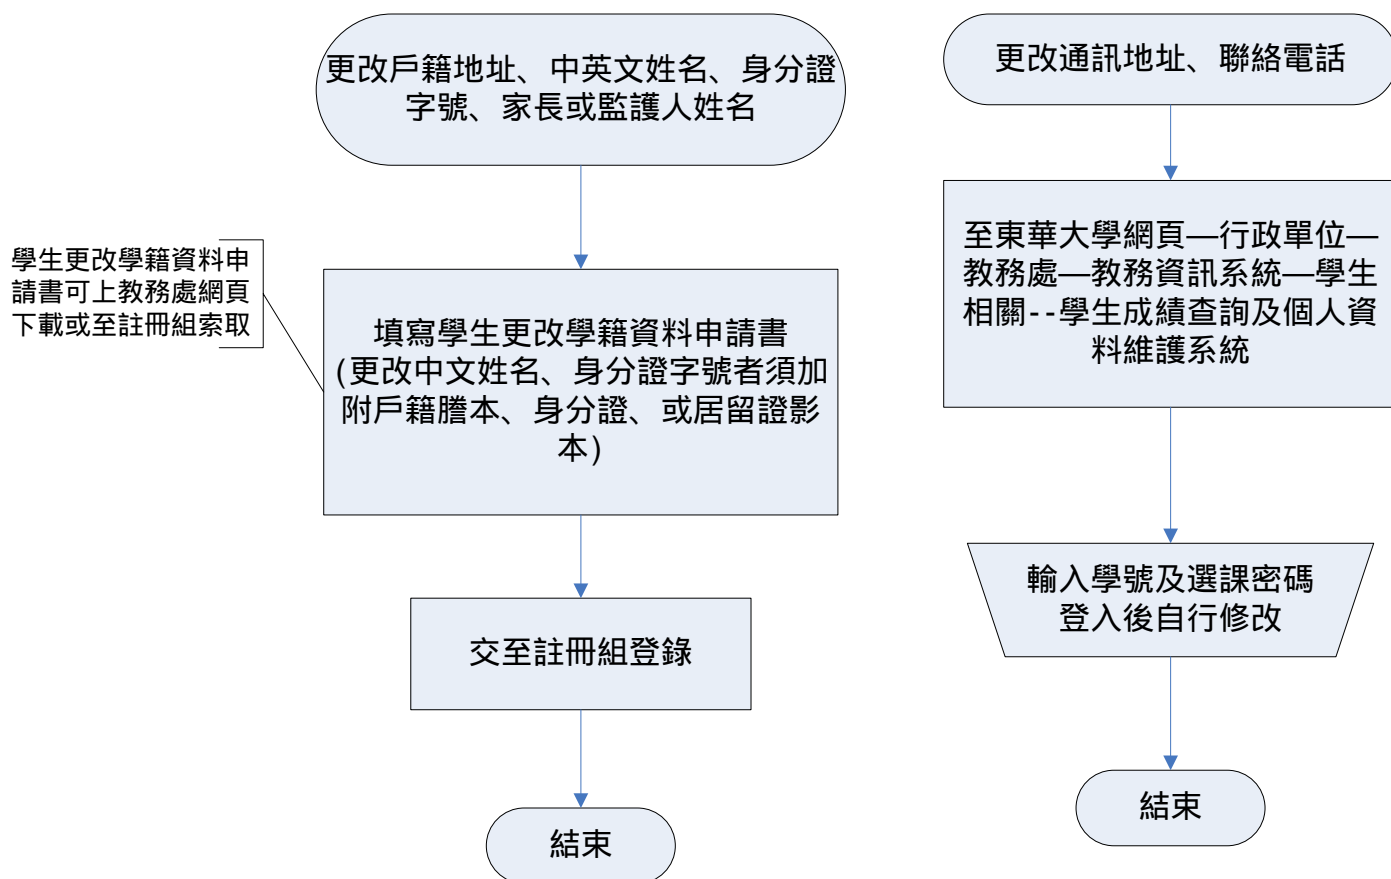 更改戶籍地址、中英文姓名、身分證
字號、家長或監護人姓名
學生更改學籍資料申
請書可上教務處網頁
下載或至註冊組索取
填寫學生更改學籍資料申請書
(更改中文姓名、身分證字號者須加
附戶籍謄本、身分證、或居留證影
本)
交至註冊組登錄
結束
更改通訊地址、聯絡電話
至東華大學網頁—行政單位—
教務處—教務資訊系統—學生
相關--學生成績查詢及個人資
料維護系統
輸入學號及選課密碼
登入後自行修改
結束